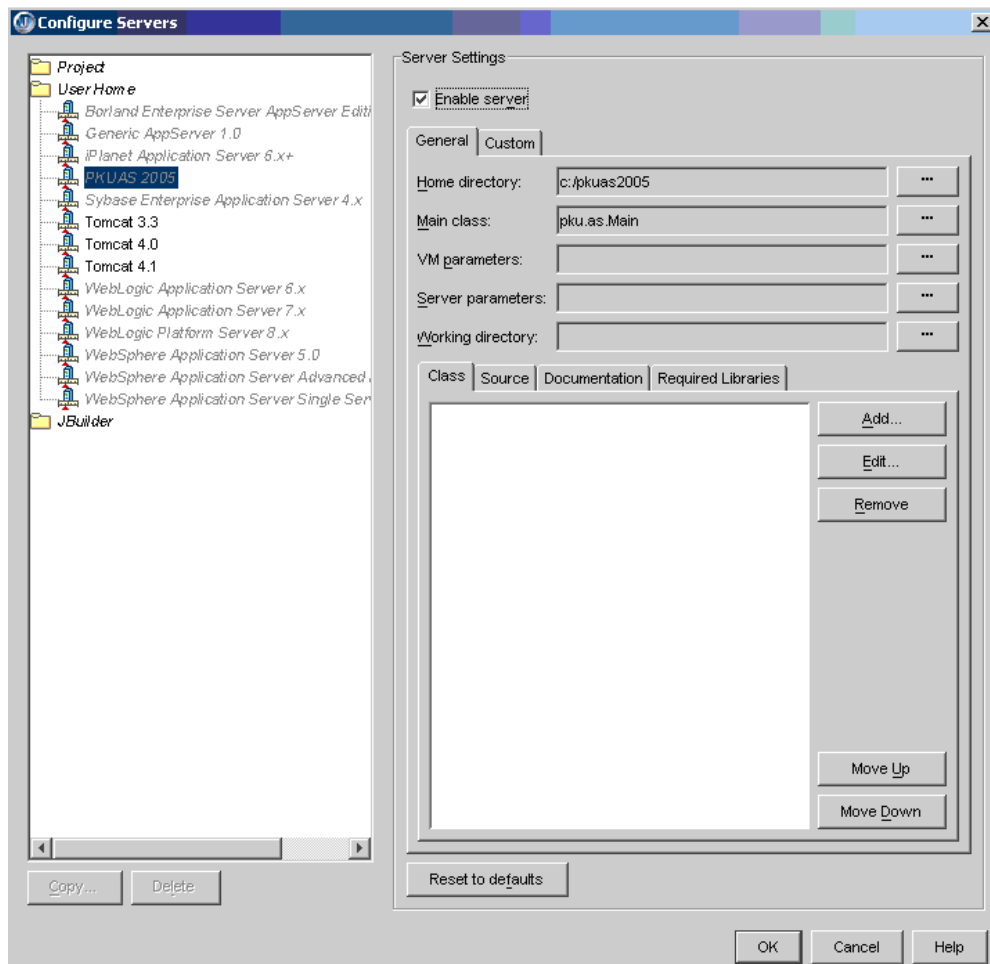 Configure Servers
Project
User Home
Borland Enterprise Server AppServer Editi
Generic AppServer 1.0
iPlanet Application Server 6.x+
PKUAS 2005
Sybase Enterprise Application Server 4.x
Tomcat 3.3
Tomcat 4.0
Tomcat 4.1
WebLogic Application Server 6.x
WebLogic Application Server 7.x
WebLogic Platform Server 8.x
WebSphere Application Server 5.0
WebSphere Application Server Advanced
WebSphere Application Server Single Ser
JBuilder
Copy...
Delete
Server Settings
Enable server
General
Custom
Home directory:
c:/pkuas2005
...
Main class:
pku.as.Main
...
VM parameters:
...
Server parameters:
...
Working directory:
...
Class
Source
Documentation
Required Libraries
Add...
Edit...
Remove
Move Up
Move Down
Reset to defaults
OK
Cancel
Help